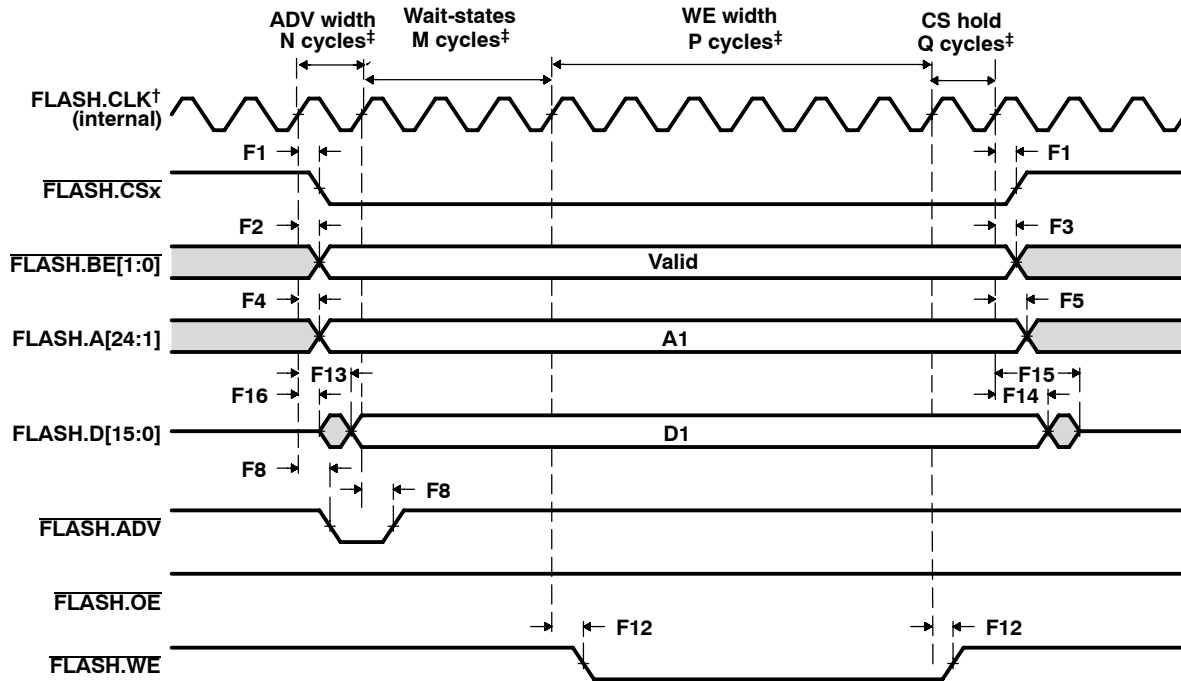 ADV width
N cycles‡
Wait-states
M cycles‡
WE width
P cycles‡
CS hold
Q cycles‡
FLASH.CLK†
(internal)
F1
F1
FLASH.CSx
F2
F3
FLASH.BE[1:0]
Valid
F4
F5
FLASH.A[24:1]
A1
F13
F15
F16
F14
FLASH.D[15:0]
D1
F8
F8
FLASH.ADV
FLASH.OE
F12
F12
FLASH.WE